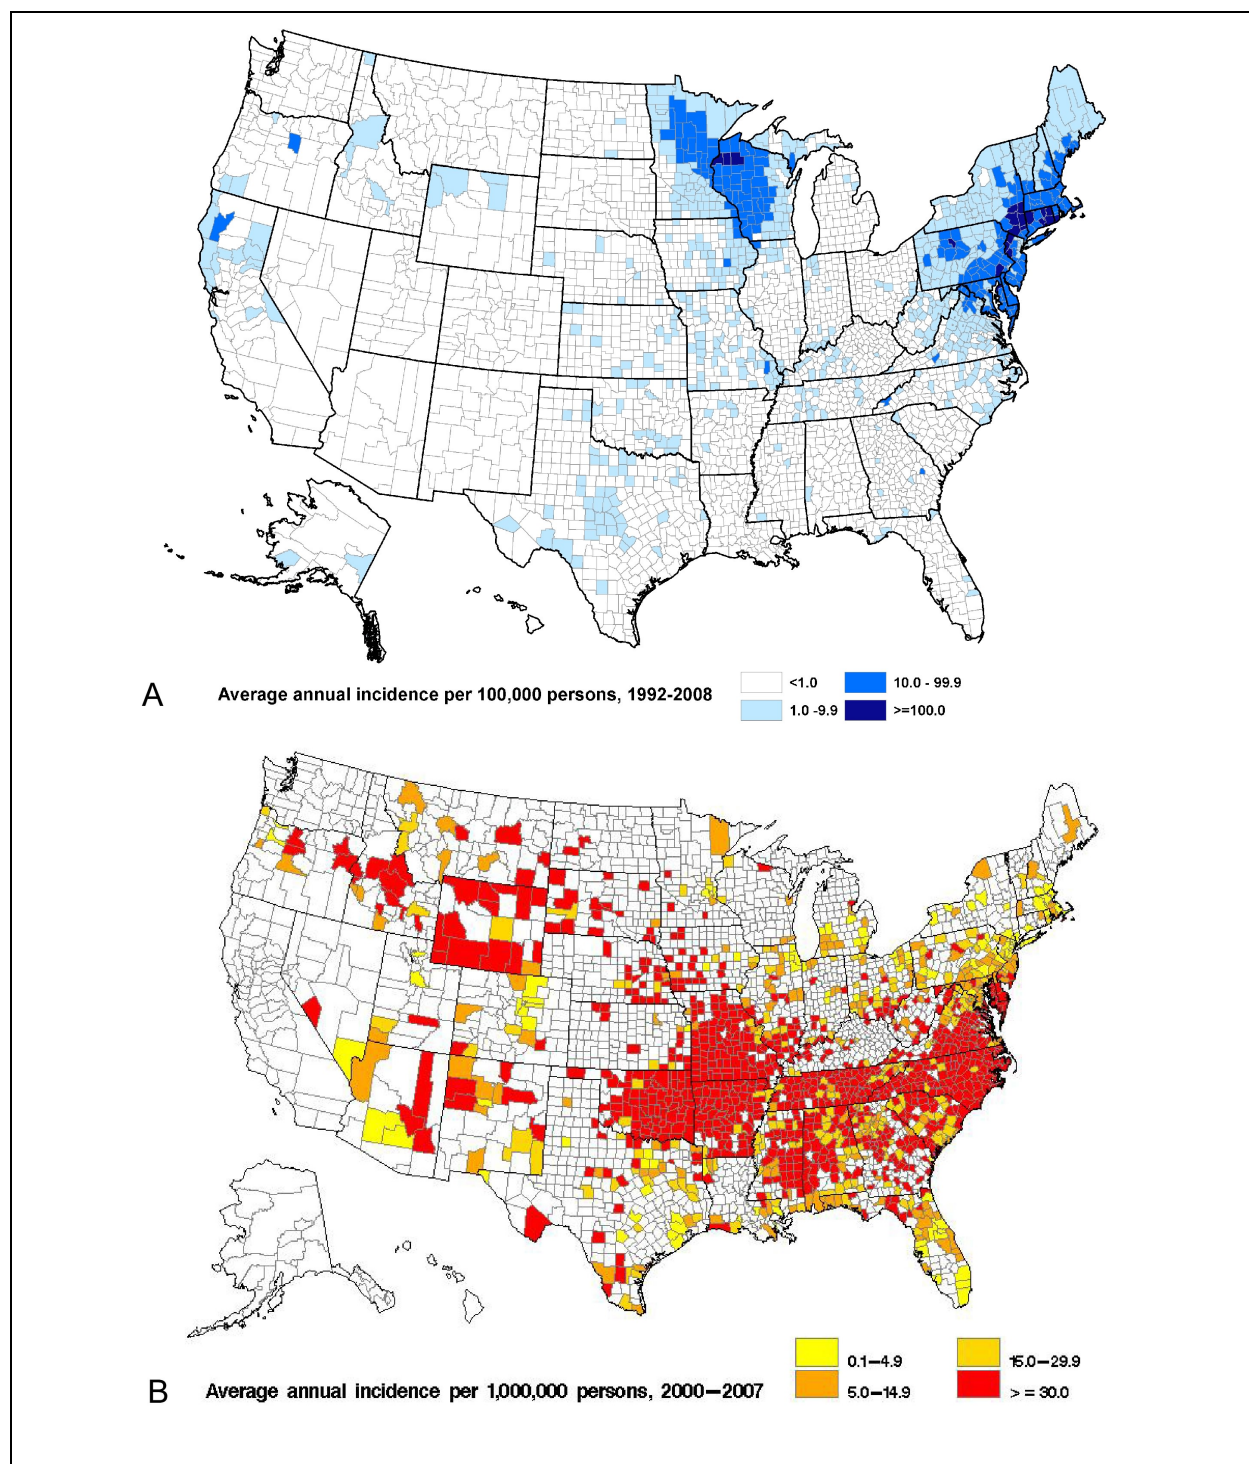 A Average annual incidence per 100,000 persons, 1992-2008
<1.0 10.0 - 99.9
1.0 -9.9 >=100.0
B Average annual incidence per 1,000,000 persons, 2000–2007
0.1–4.9 15.0–29.9
5.0–14.9 > = 30.0